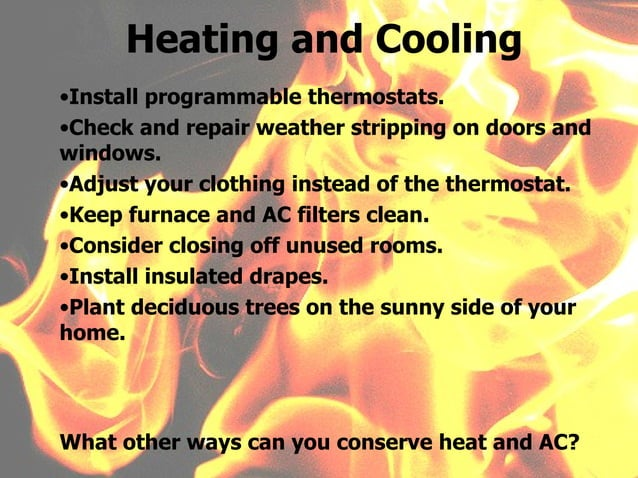 Heating and Cooling
•Install programmable thermostats.
•Check and repair weather stripping on doors and
windows.
•Adjust your clothing instead of the thermostat.
•Keep furnace and AC filters clean.
•Consider closing off unused rooms.
•Install insulated drapes.
•Plant deciduous trees on the sunny side of your
home.
What other ways can you conserve heat and AC?